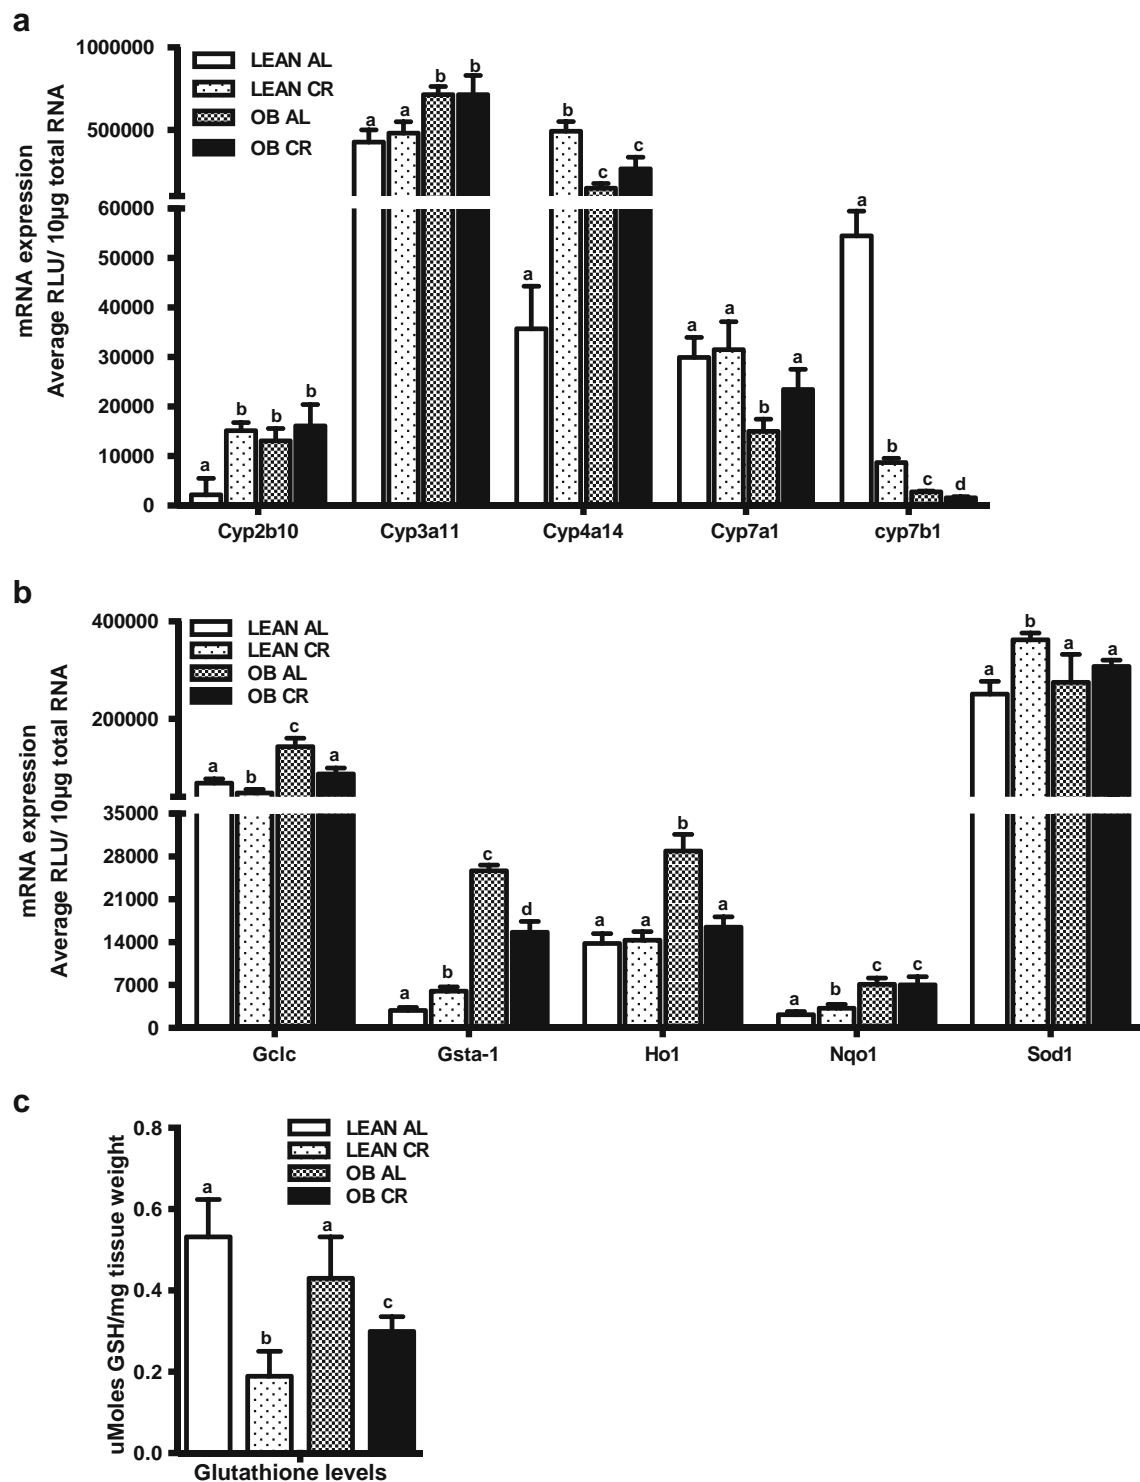 a
1000000
500000
60000
50000
40000
30000
20000
10000
0
mRNA expression
Average RLU/ 10µg total RNA
LEAN AL
LEAN CR
OB AL
OB CR
a b b b
a a b b
a b c c
a a b a
a b c d
Cyp2b10 Cyp3a11 Cyp4a14 Cyp7a1 cyp7b1
b
400000
200000
35000
28000
21000
14000
7000
0
mRNA expression
Average RLU/ 10µg total RNA
LEAN AL
LEAN CR
OB AL
OB CR
a b c a
a b c d
a a b a
a b c c
a b a a
Gclc Gsta-1 Ho1 Nqo1 Sod1
c
0.8
0.6
0.4
0.2
0.0
uMoles GSH/mg tissue weight
LEAN AL
LEAN CR
OB AL
OB CR
a b a c
Glutathione levels